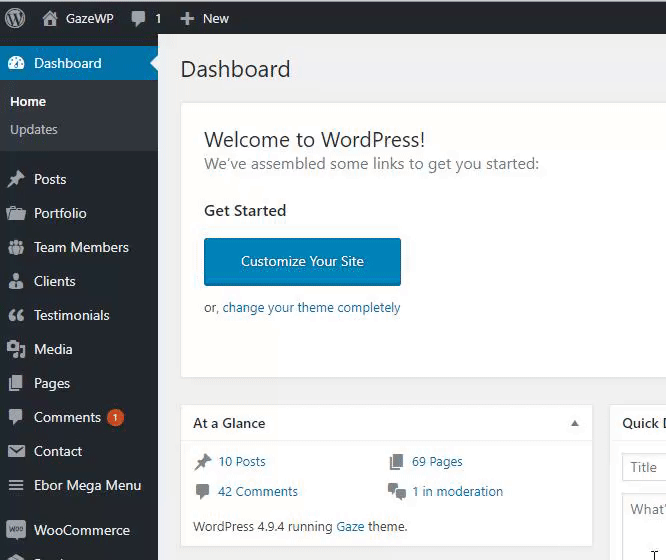 GazeWP 1 New
Dashboard
Home
Updates
Posts
Portfolio
Team Members
Clients
Testimonials
Media
Pages
Comments 1
Contact
Ebor Mega Menu
WooCommerce
Dashboard
Welcome to WordPress!
We've assembled some links to get you started:
Get Started
Customize Your Site
or, change your theme completely
At a Glance
10 Posts 69 Pages
42 Comments 1 in moderation
WordPress 4.9.4 running Gaze theme.
Quick D
Title
What'